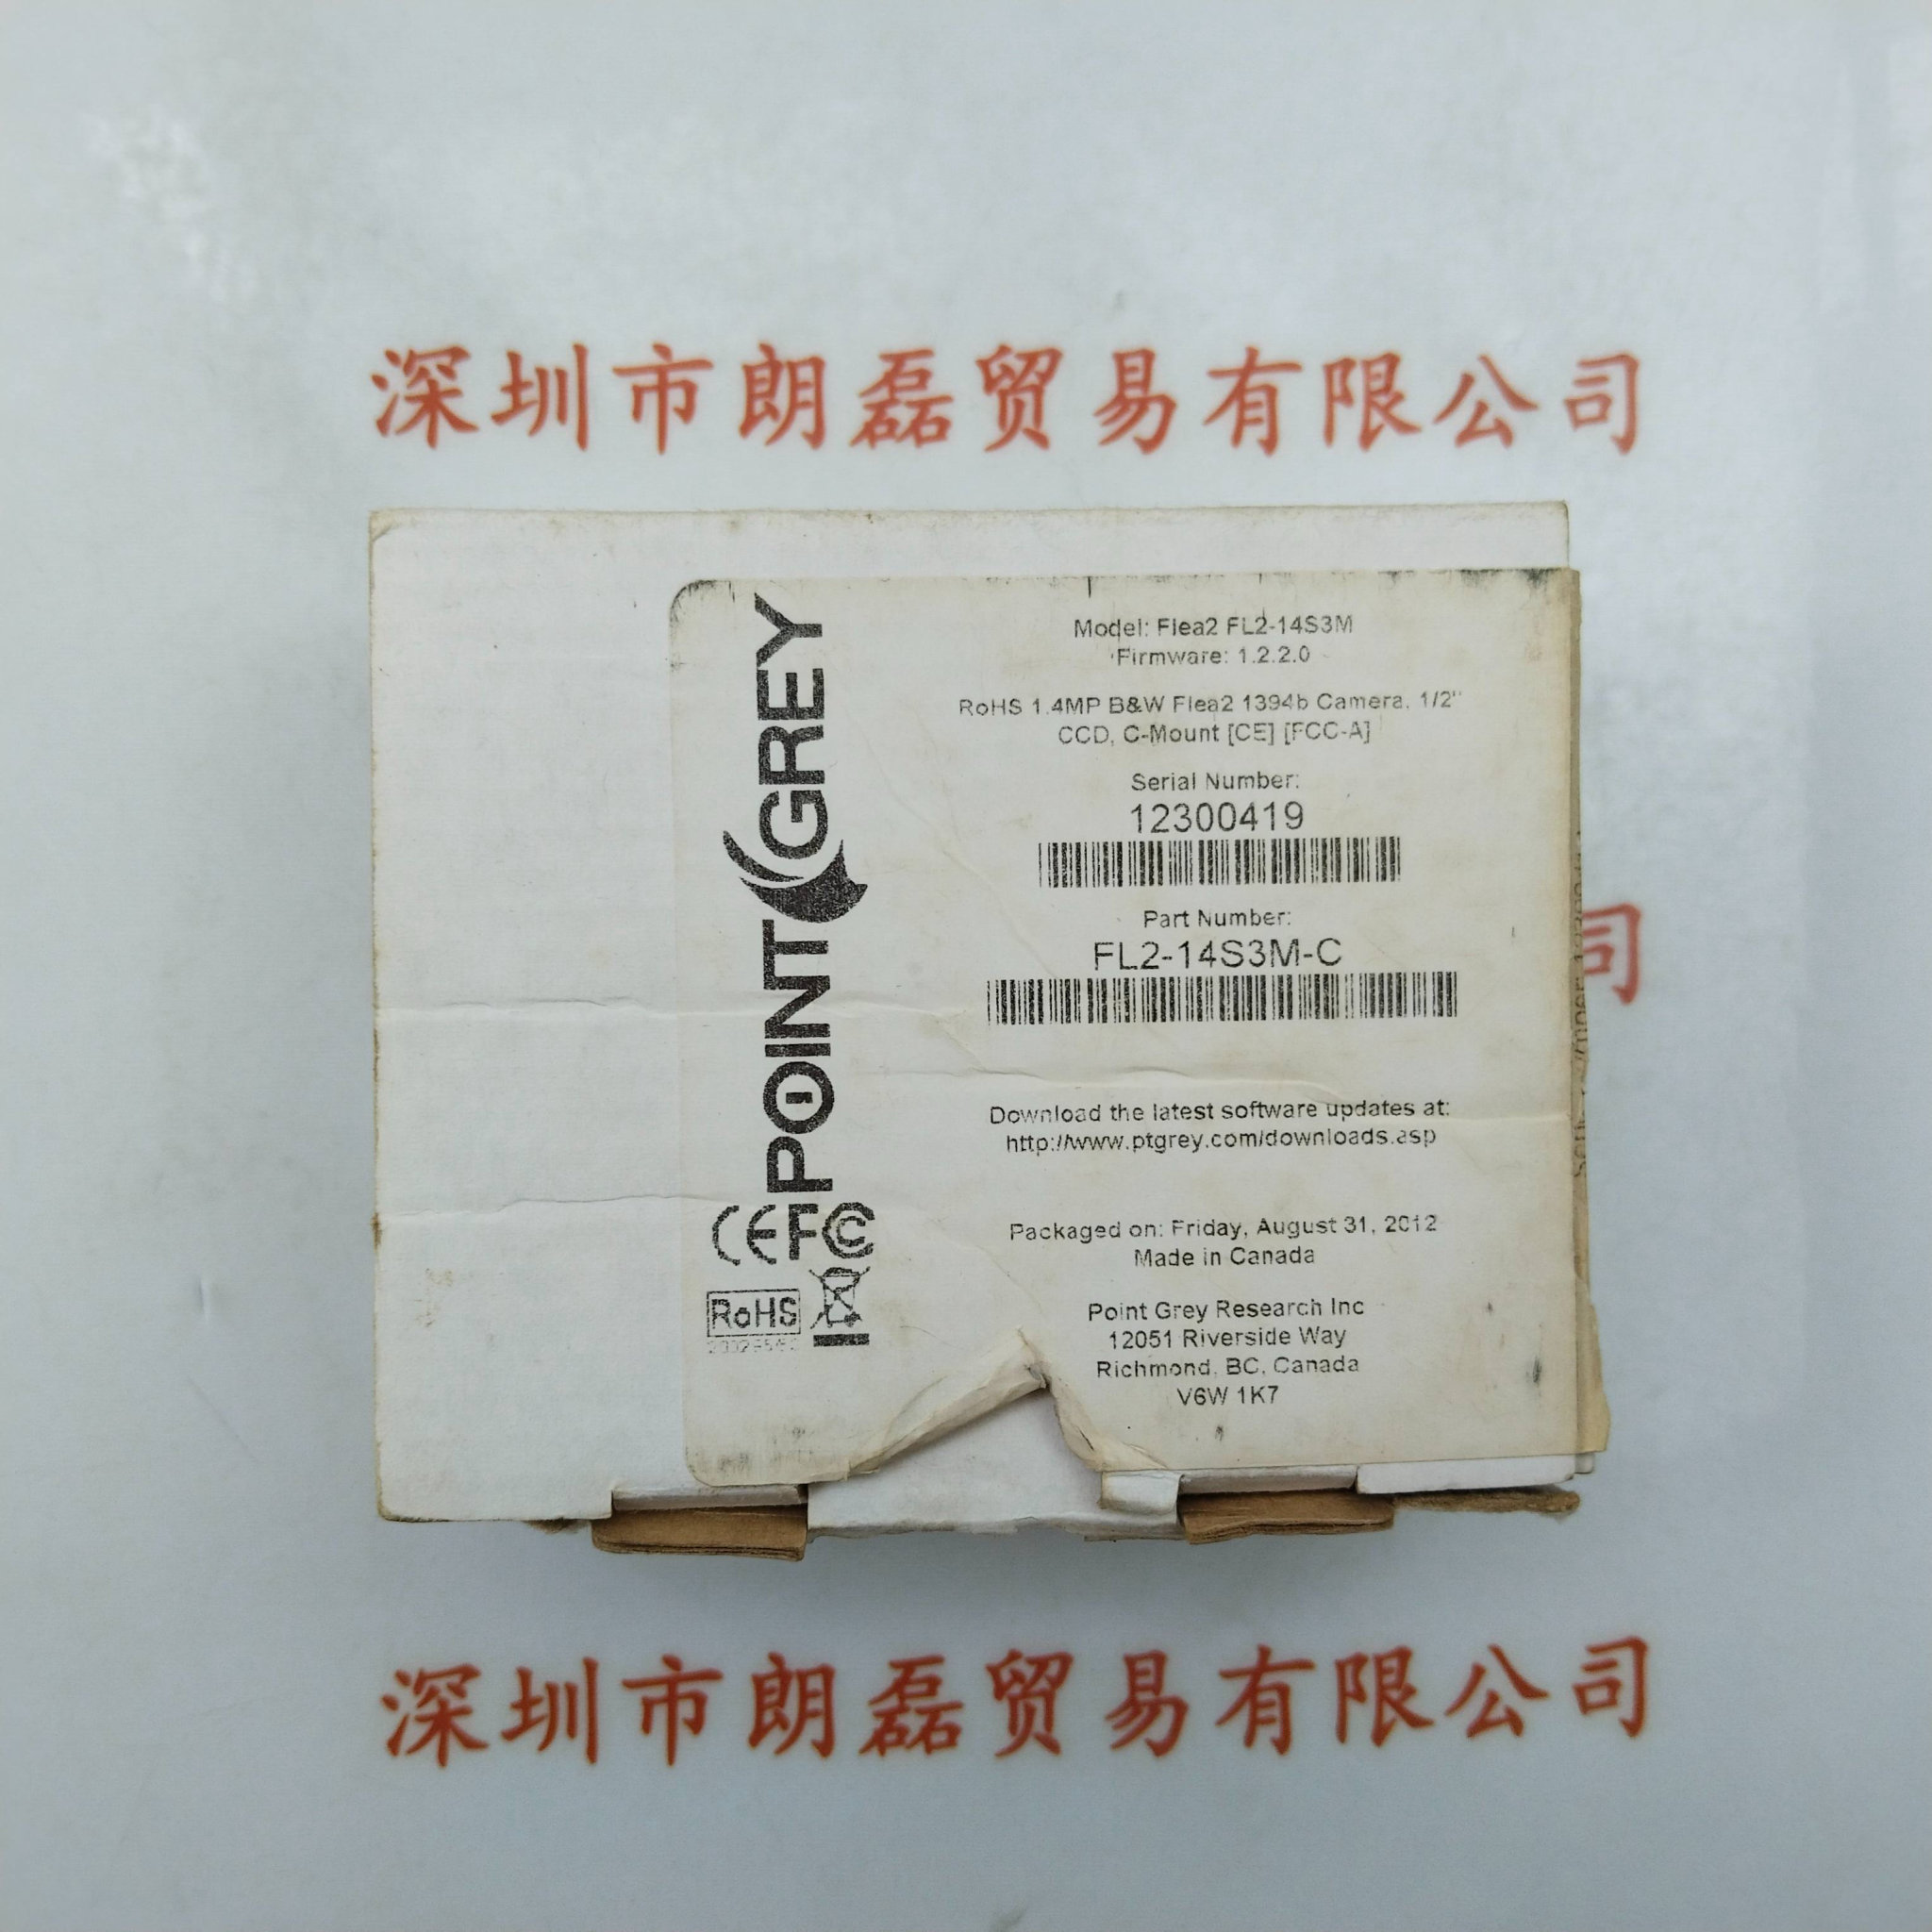 深圳市朗磊贸易有限公司
POINT GREY
CE FC
RoHS
Model: Flea2 FL2-14S3M
Firmware: 1.2.2.0
RoHS 1.4MP B&W Flea2 1394b Camera, 1/2"
CCD, C-Mount [CE] [FCC-A]
Serial Number:
12300419
Part Number:
FL2-14S3M-C
Download the latest software updates at:
http://www.ptgrey.com/downloads.asp
Packaged on: Friday, August 31, 2012
Made in Canada
Point Grey Research Inc
12051 Riverside Way
Richmond, BC, Canada
V6W 1K7
司
深圳市朗磊贸易有限公司